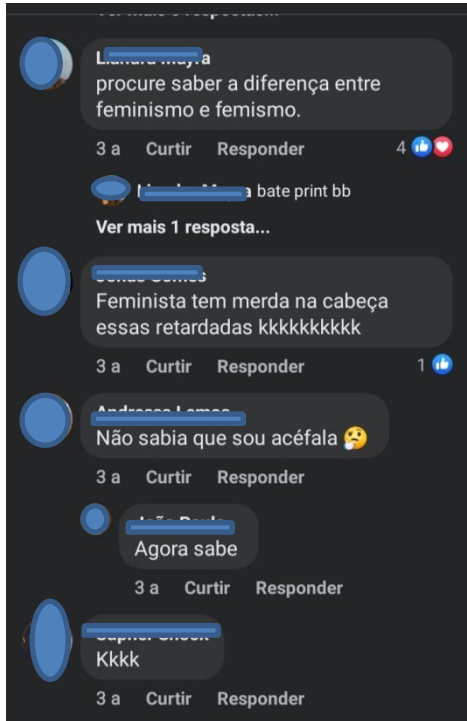 procure saber a diferença entre
feminismo e femismo.
3 a Curtir Responder 4
bate print bb
Ver mais 1 resposta...
Feminista tem merda na cabeça
essas retardadas kkkkkkkkkk
3 a Curtir Responder 1
Não sabia que sou acéfala 🤔
3 a Curtir Responder
Agora sabe
3 a Curtir Responder
Kkkk
3 a Curtir Responder